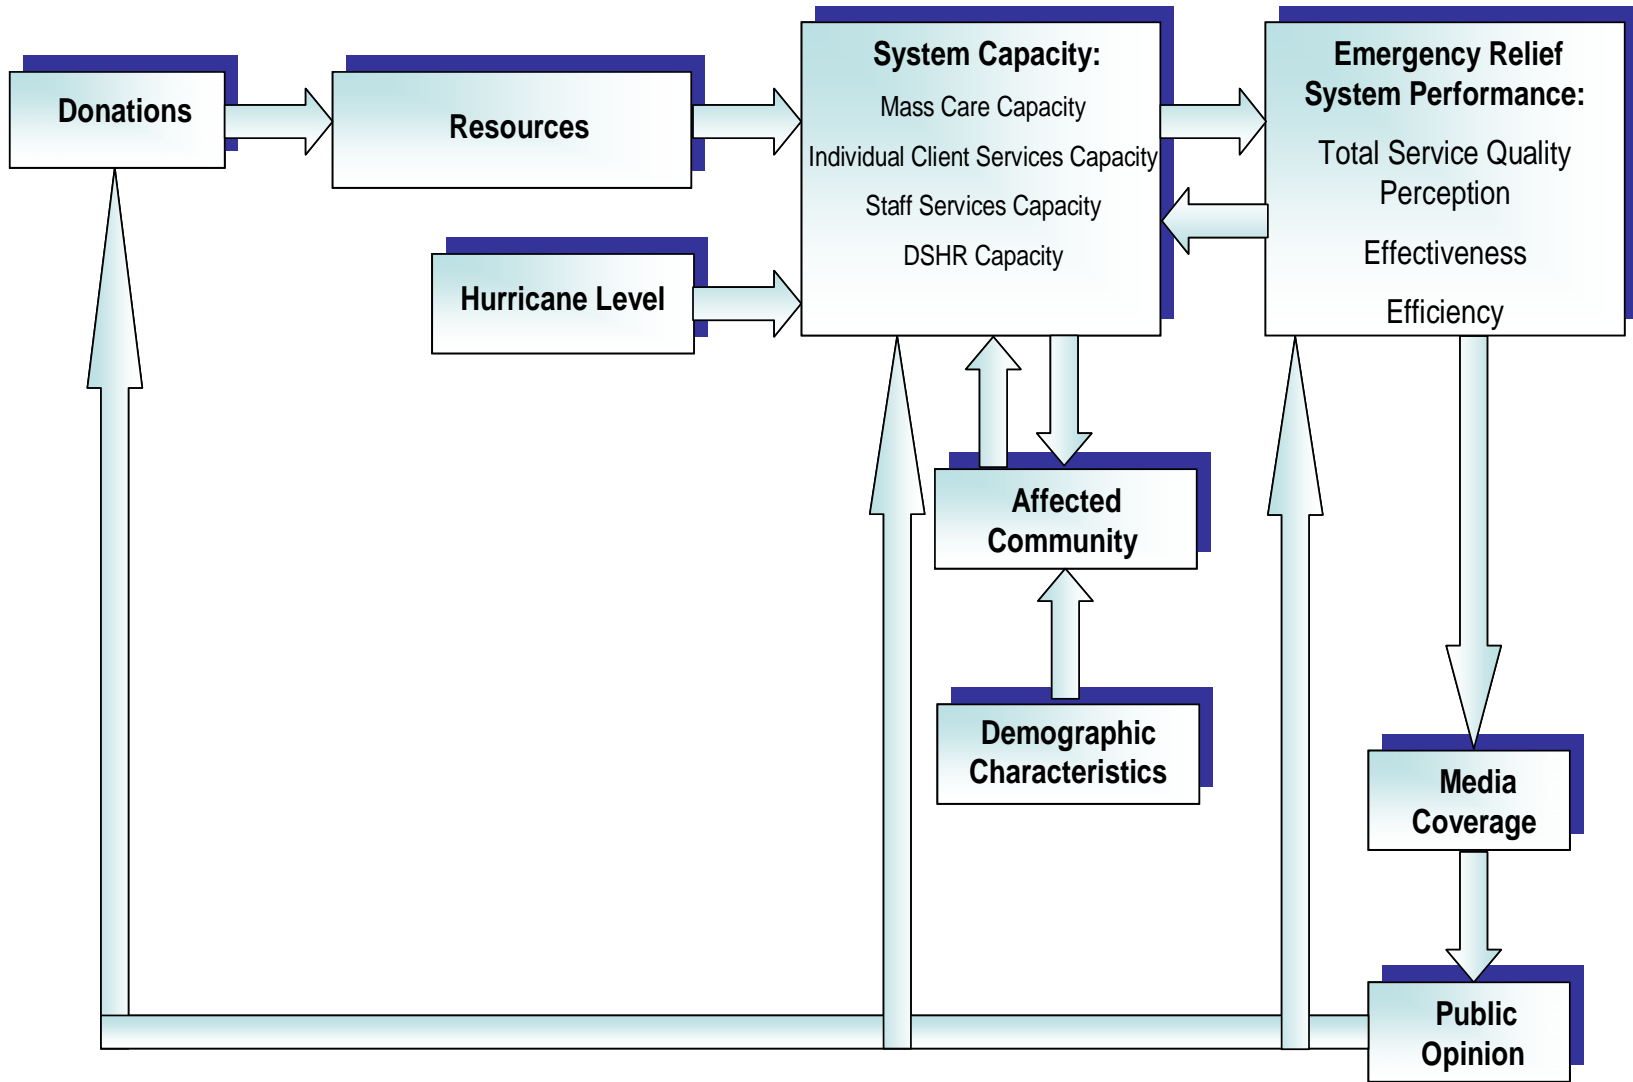 Donations
Resources
Hurricane Level
System Capacity:
Mass Care Capacity
Individual Client Services Capacity
Staff Services Capacity
DSHR Capacity
Emergency Relief
System Performance:
Total Service Quality
Perception
Effectiveness
Efficiency
Affected
Community
Demographic
Characteristics
Media
Coverage
Public
Opinion